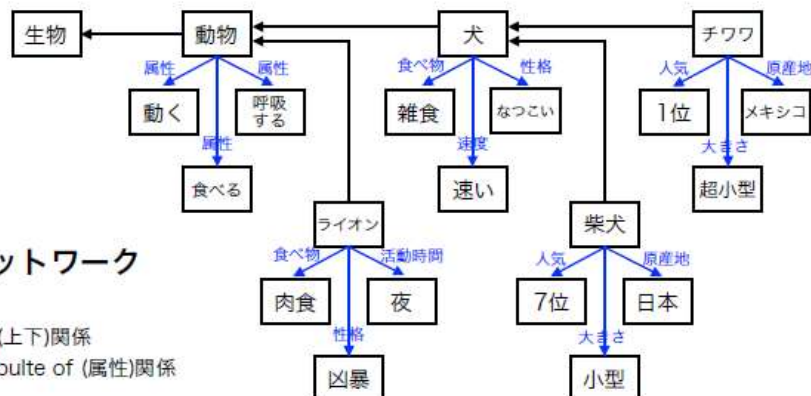 生物
動物
犬
チワワ
属性
属性
食べ物
性格
人気
原産地
動く
呼吸
する
雑食
なつこい
1位
メキシコ
属性
速度
大きさ
食べる
速い
超小型
ライオン
柴犬
ットワーク
食べ物
活動時間
人気
原産地
肉食
夜
7位
日本
(上下)関係
性格
大きさ
bulte of (属性)関係
凶暴
小型